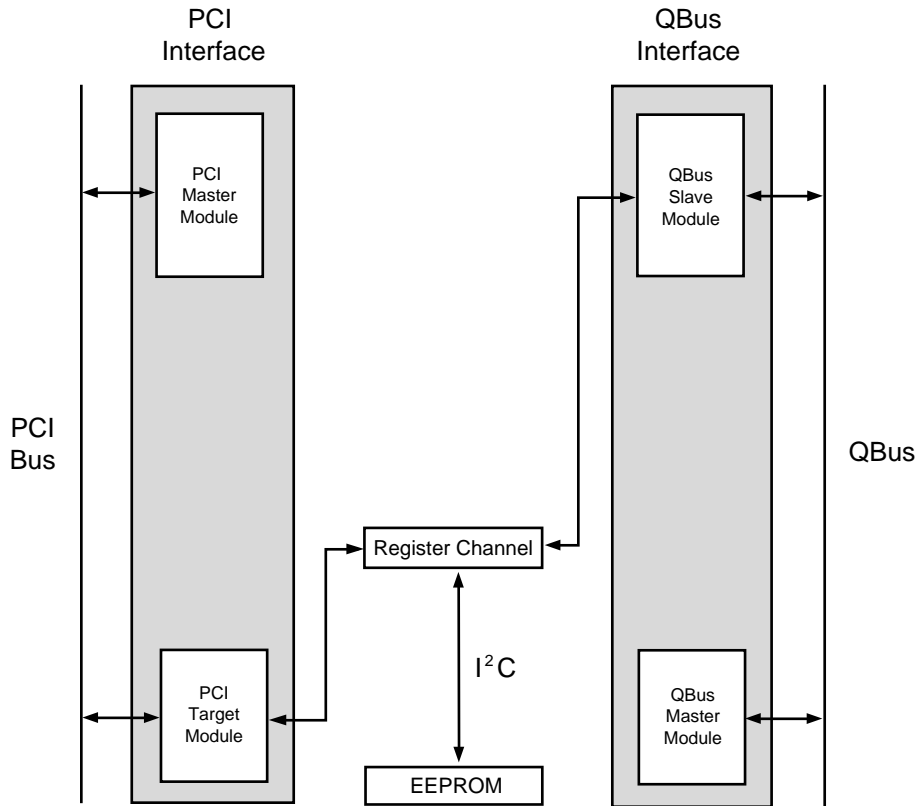 PCI
Interface
QBus
Interface
PCI
Master
Module
QBus
Slave
Module
PCI
Bus
QBus
Register Channel
I²C
PCI
Target
Module
QBus
Master
Module
EEPROM